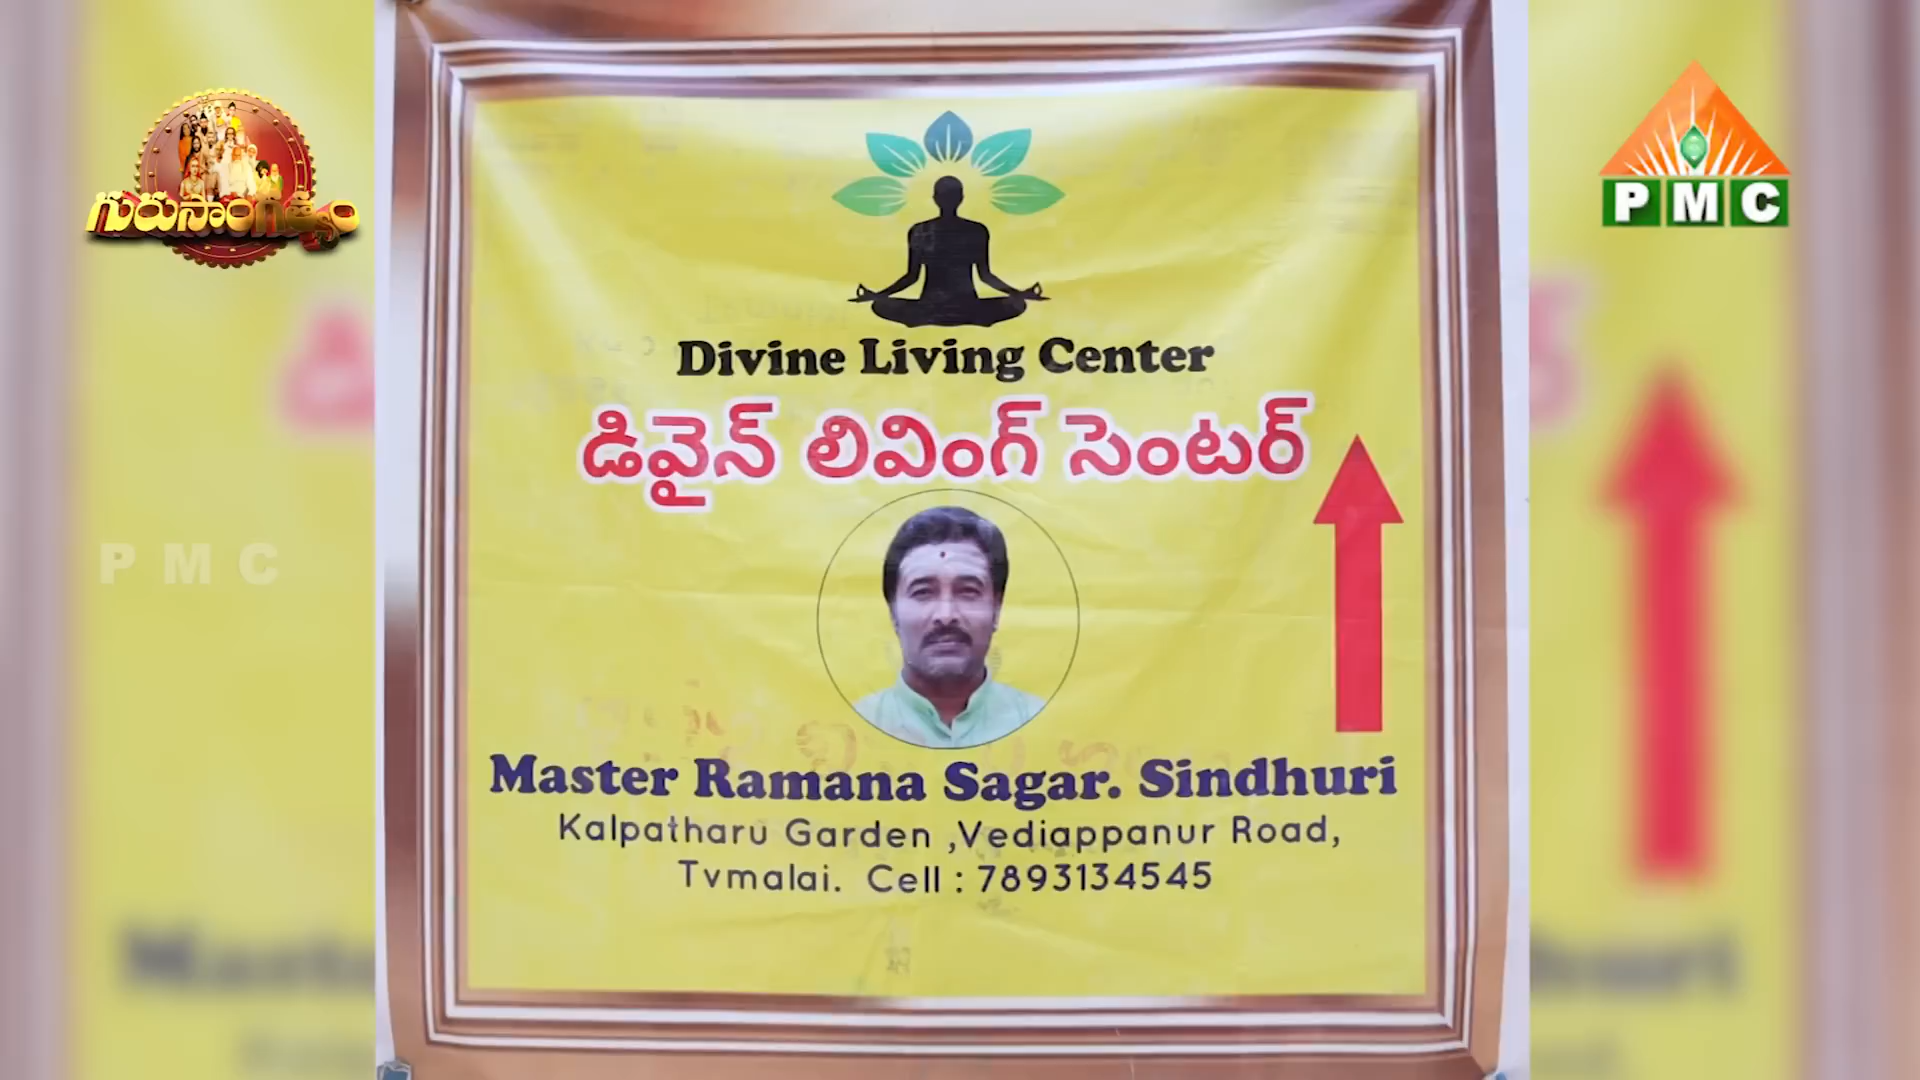 గురుసాంగత్యం
PMC
Divine Living Center
డివైన్ లివింగ్ సెంటర్
PMC
Master Ramana Sagar. Sindhuri
Kalpatharu Garden ,Vediappanur Road,
Tvmalai. Cell : 7893134545